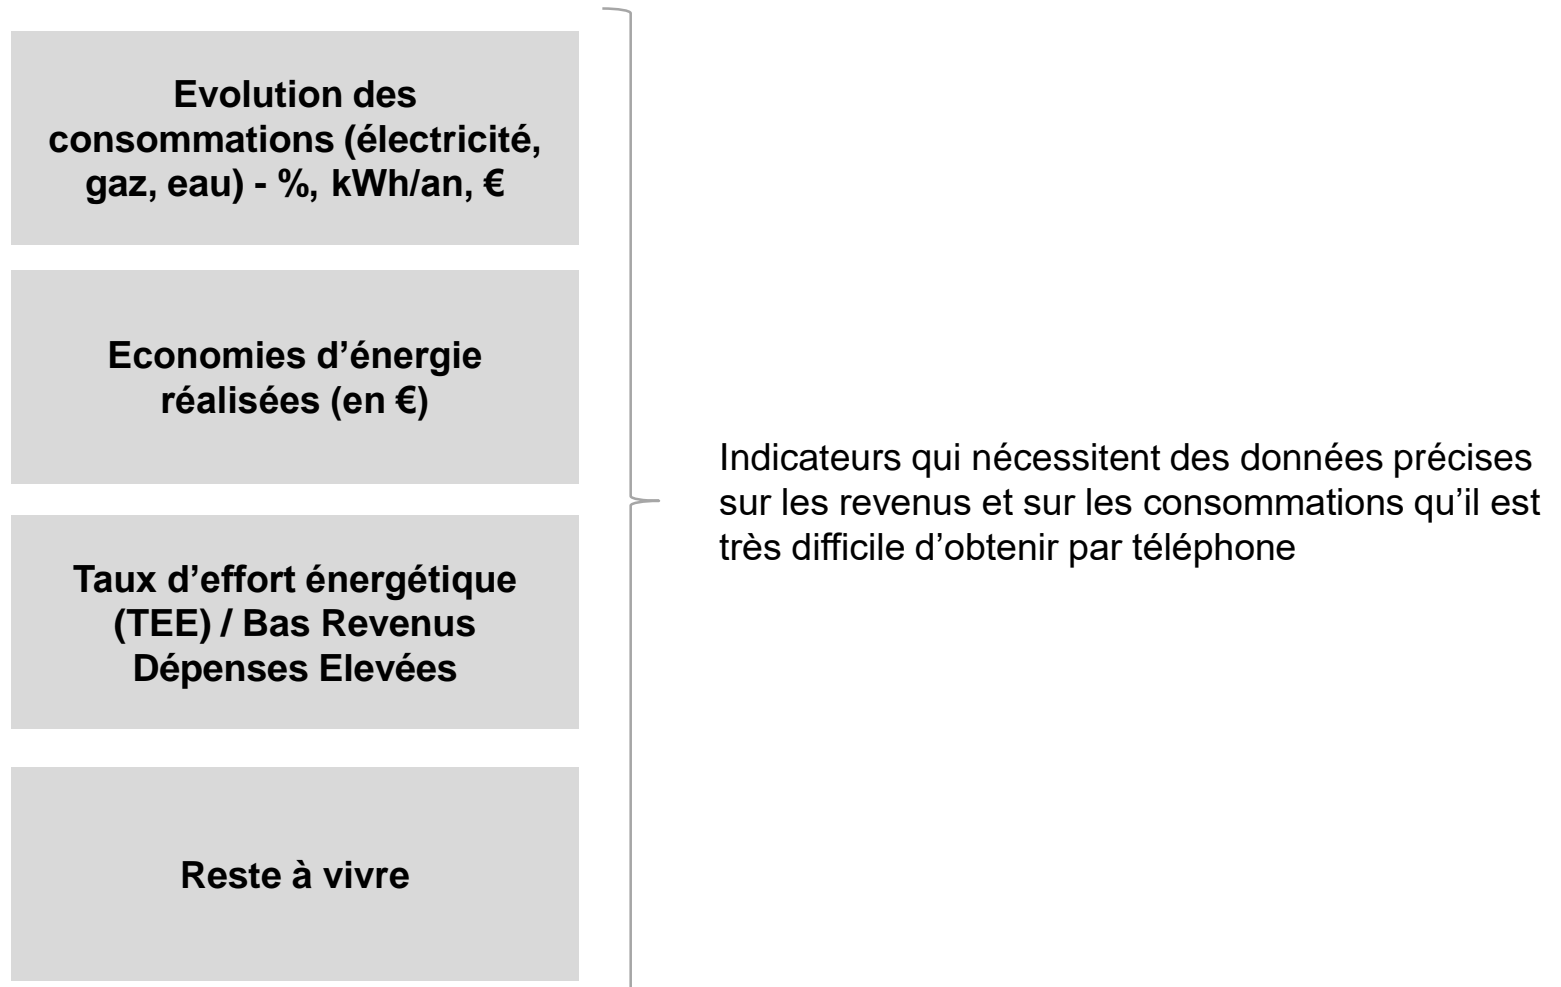 Evolution des
consommations (électricité,
gaz, eau) - %, kWh/an, €
Economies d’énergie
réalisées (en €)
Taux d’effort énergétique
(TEE) / Bas Revenus
Dépenses Elevées
Reste à vivre
Indicateurs qui nécessitent des données précises
sur les revenus et sur les consommations qu’il est
très difficile d’obtenir par téléphone